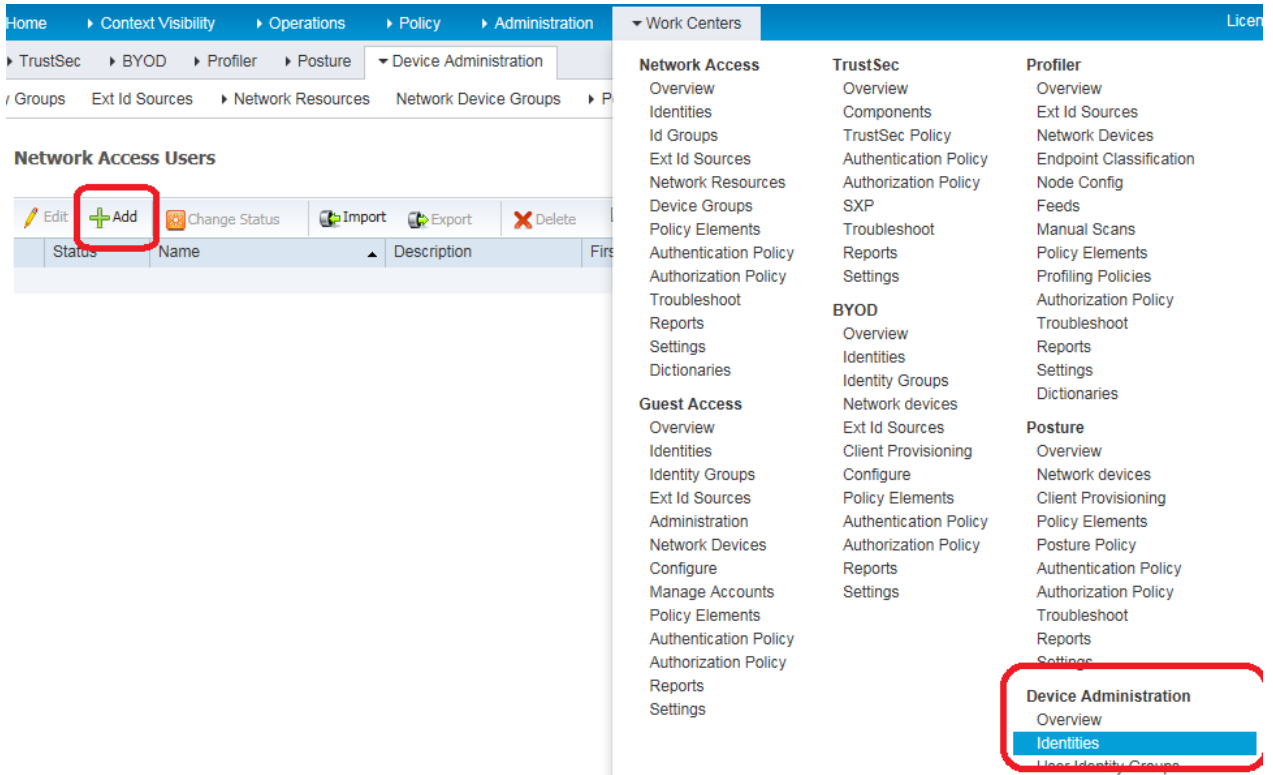 Home Context Visibility Operations Policy Administration Work Centers
TrustSec BYOD Profiler Posture Device Administration
Groups Ext Id Sources Network Resources Network Device Groups
Network Access Users
Edit Add Change Status Import Export Delete
Status Name Description
Network Access
Overview
Identities
Id Groups
Ext Id Sources
Network Resources
Device Groups
Policy Elements
Authentication Policy
Authorization Policy
Troubleshoot
Reports
Settings
Dictionaries
Guest Access
Overview
Identities
Identity Groups
Ext Id Sources
Administration
Network Devices
Configure
Manage Accounts
Policy Elements
Authentication Policy
Authorization Policy
Reports
Settings
TrustSec
Overview
Components
TrustSec Policy
Authentication Policy
Authorization Policy
SXP
Troubleshoot
Reports
Settings
BYOD
Overview
Identities
Identity Groups
Network devices
Ext Id Sources
Client Provisioning
Configure
Policy Elements
Authentication Policy
Authorization Policy
Reports
Settings
Profiler
Overview
Ext Id Sources
Network Devices
Endpoint Classification
Node Config
Feeds
Manual Scans
Policy Elements
Profiling Policies
Authorization Policy
Troubleshoot
Reports
Settings
Dictionaries
Posture
Overview
Network devices
Client Provisioning
Policy Elements
Posture Policy
Authentication Policy
Authorization Policy
Troubleshoot
Reports
Settings
Device Administration
Overview
Identities
User Identity Groups